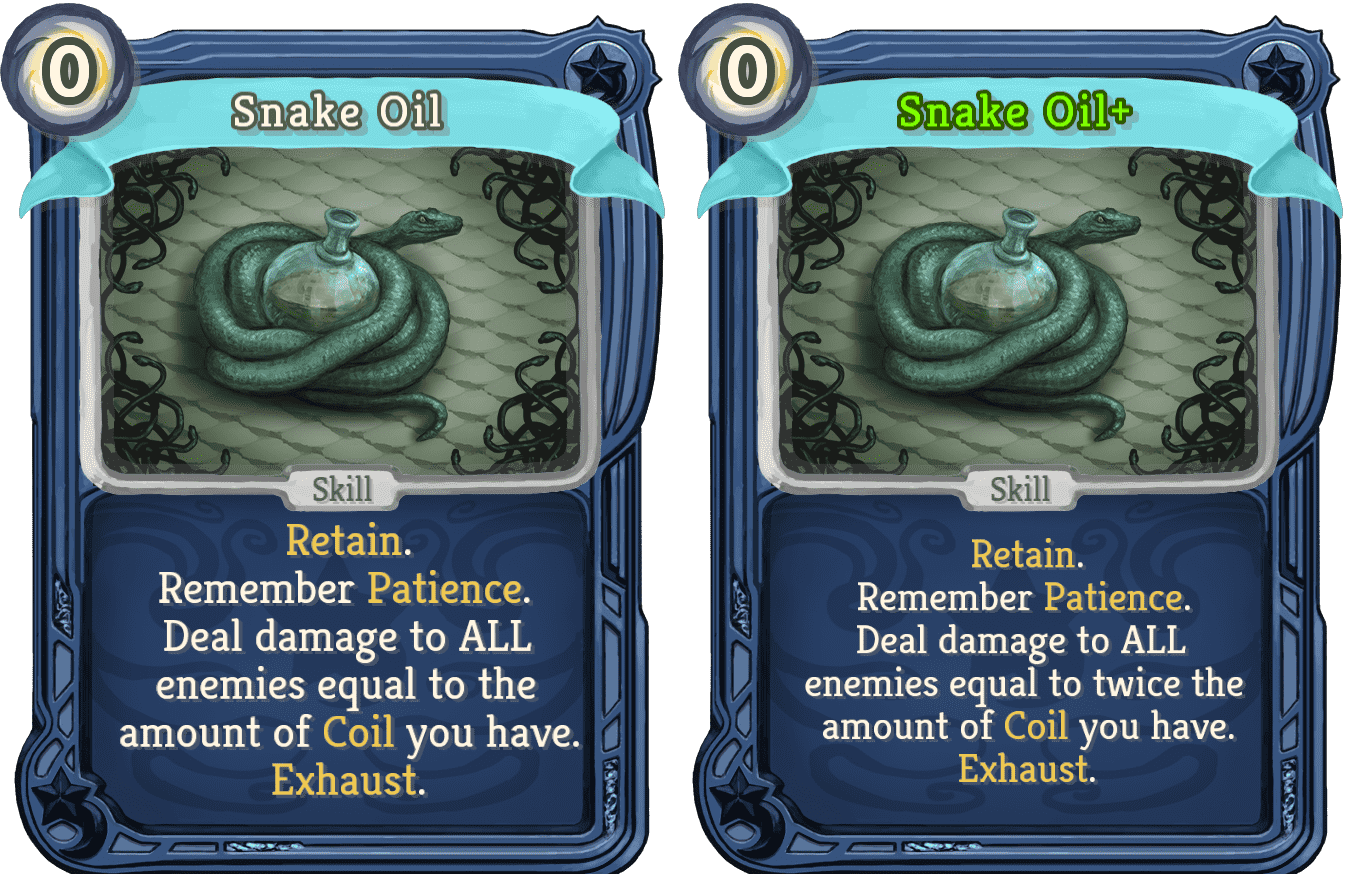 0
Snake Oil
Skill
Retain.
Remember Patience.
Deal damage to ALL
enemies equal to the
amount of Coil you have.
Exhaust.
0
Snake Oil+
Skill
Retain.
Remember Patience.
Deal damage to ALL
enemies equal to twice the
amount of Coil you have.
Exhaust.